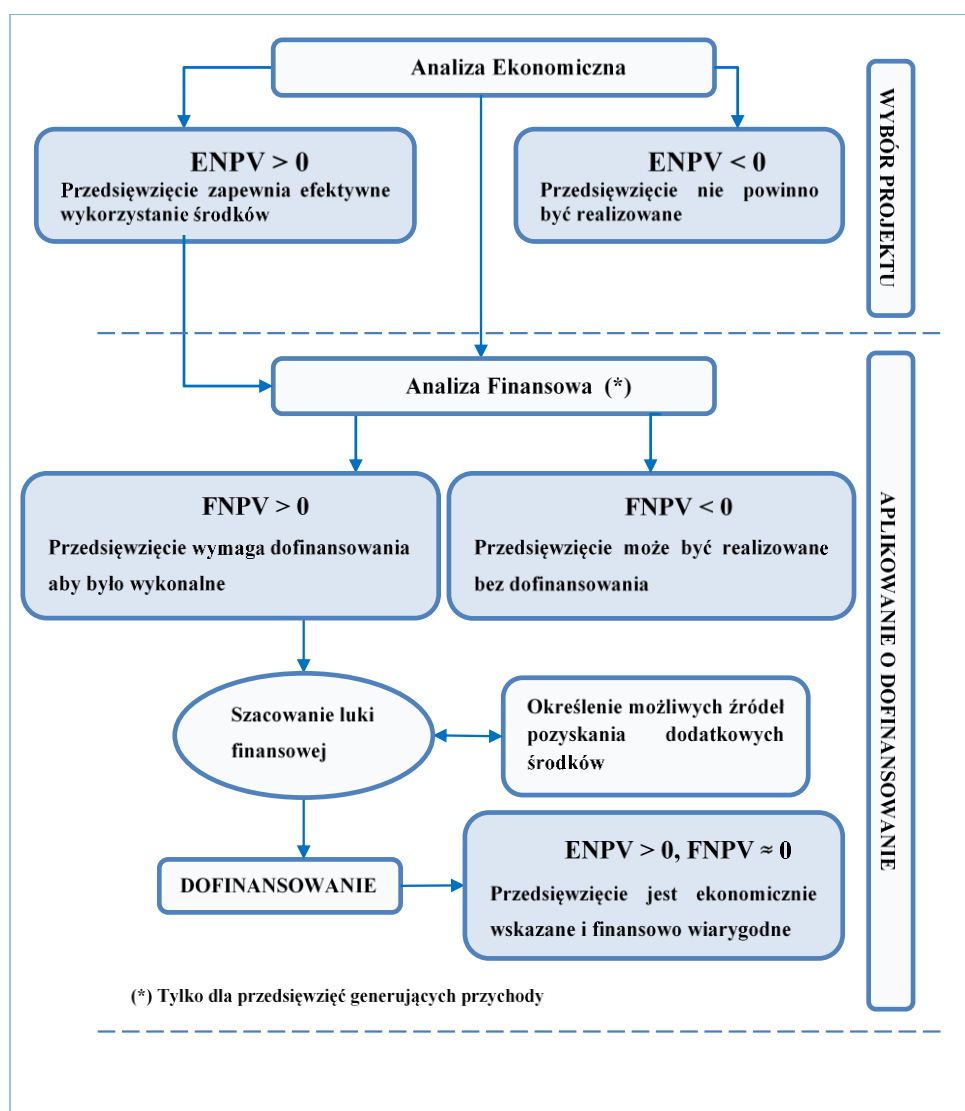 Analiza Ekonomiczna
ENPV > 0
Przedsięwzięcie zapewnia efektywne
wykorzystanie środków
ENPV < 0
Przedsięwzięcie nie powinno
być realizowane
WYBÓR PROJEKTU
Analiza Finansowa (*)
FNPV > 0
Przedsięwzięcie wymaga dofinansowania
aby było wykonalne
FNPV < 0
Przedsięwzięcie może być realizowane
bez dofinansowania
Szacowanie luki
finansowej
Określenie możliwych źródeł
pozyskania dodatkowych
środków
DOFINANSOWANIE
ENPV > 0, FNPV ≈ 0
Przedsięwzięcie jest ekonomicznie
wskazane i finansowo wiarygodne
APLIKOWANIE O DOFINANSOWANIE
(*) Tylko dla przedsięwzięć generujących przychody